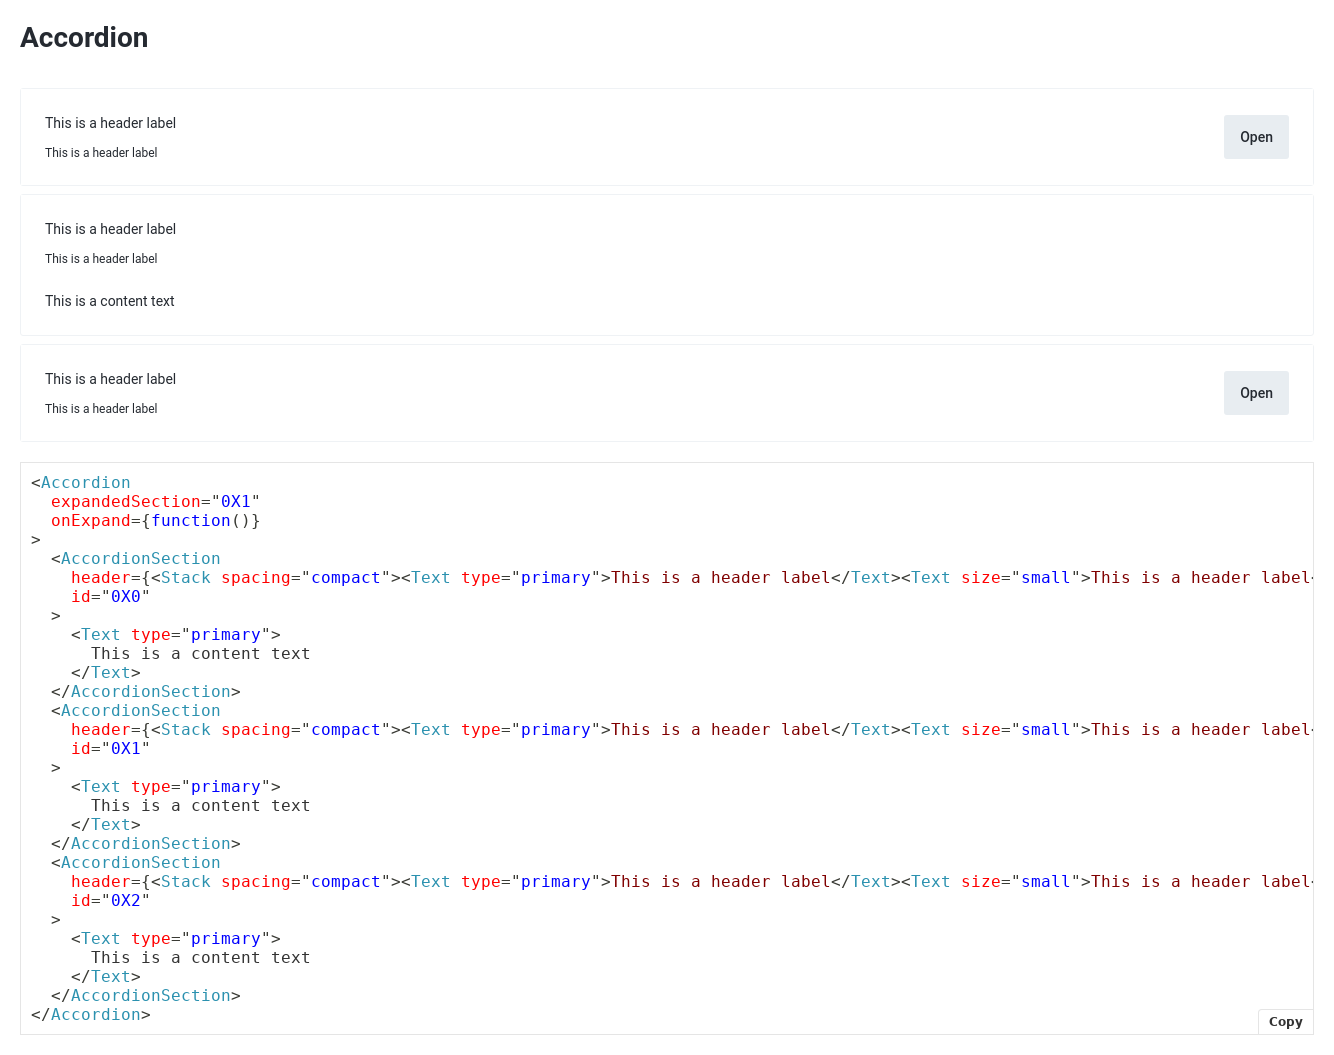 Accordion
This is a header label
This is a header label
Open
This is a header label
This is a header label
This is a content text
This is a header label
This is a header label
Open
<Accordion
  expandedSection="0X1"
  onExpand={function()}
>
  <AccordionSection
    header={<Stack spacing="compact"><Text type="primary">This is a header label</Text><Text size="small">This is a header label<
    id="0X0"
  >
    <Text type="primary">
      This is a content text
    </Text>
  </AccordionSection>
  <AccordionSection
    header={<Stack spacing="compact"><Text type="primary">This is a header label</Text><Text size="small">This is a header label<
    id="0X1"
  >
    <Text type="primary">
      This is a content text
    </Text>
  </AccordionSection>
  <AccordionSection
    header={<Stack spacing="compact"><Text type="primary">This is a header label</Text><Text size="small">This is a header label<
    id="0X2"
  >
    <Text type="primary">
      This is a content text
    </Text>
  </AccordionSection>
</Accordion>
Copy